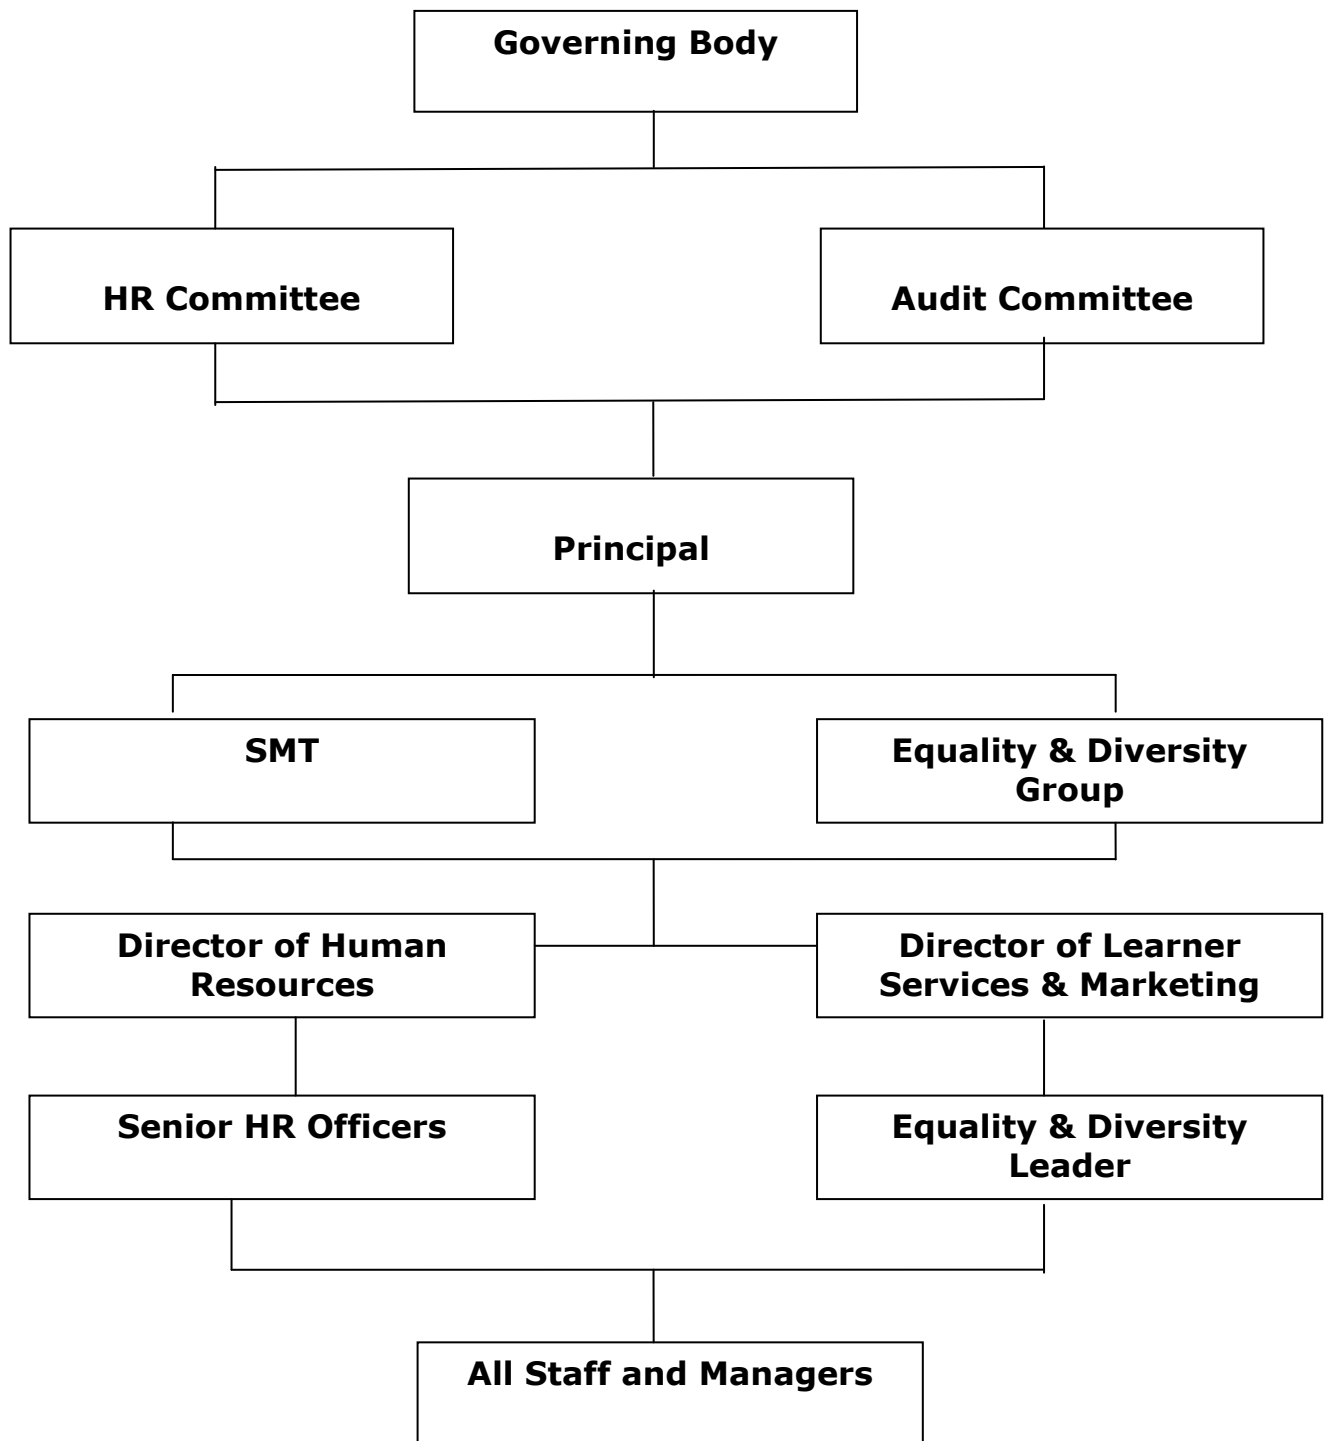 Governing Body
HR Committee
Audit Committee
Principal
SMT
Equality & Diversity
Group
Director of Human
Resources
Director of Learner
Services & Marketing
Senior HR Officers
Equality & Diversity
Leader
All Staff and Managers